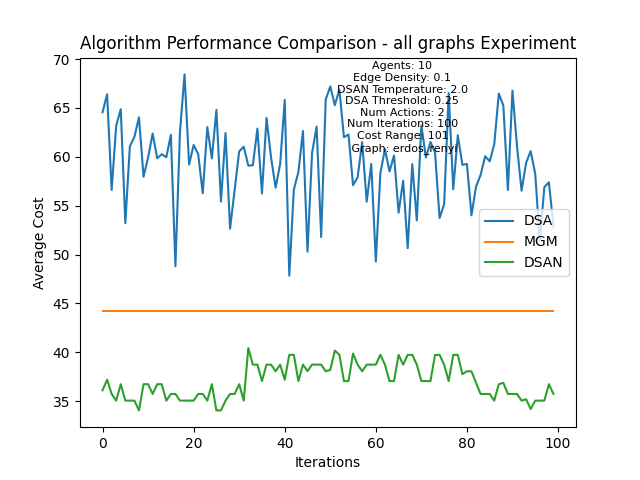 Algorithm Performance Comparison - all graphs Experiment
Agents: 10
Edge Density: 0.1
DSAN Temperature: 2.0
DSA Threshold: 0.25
Num Actions: 2
Num Iterations: 100
Cost Range: 101
Graph: erdos_renyi
70
65
60
55
50
45
40
35
Average Cost
DSA
MGM
DSAN
0
20
40
60
80
100
Iterations